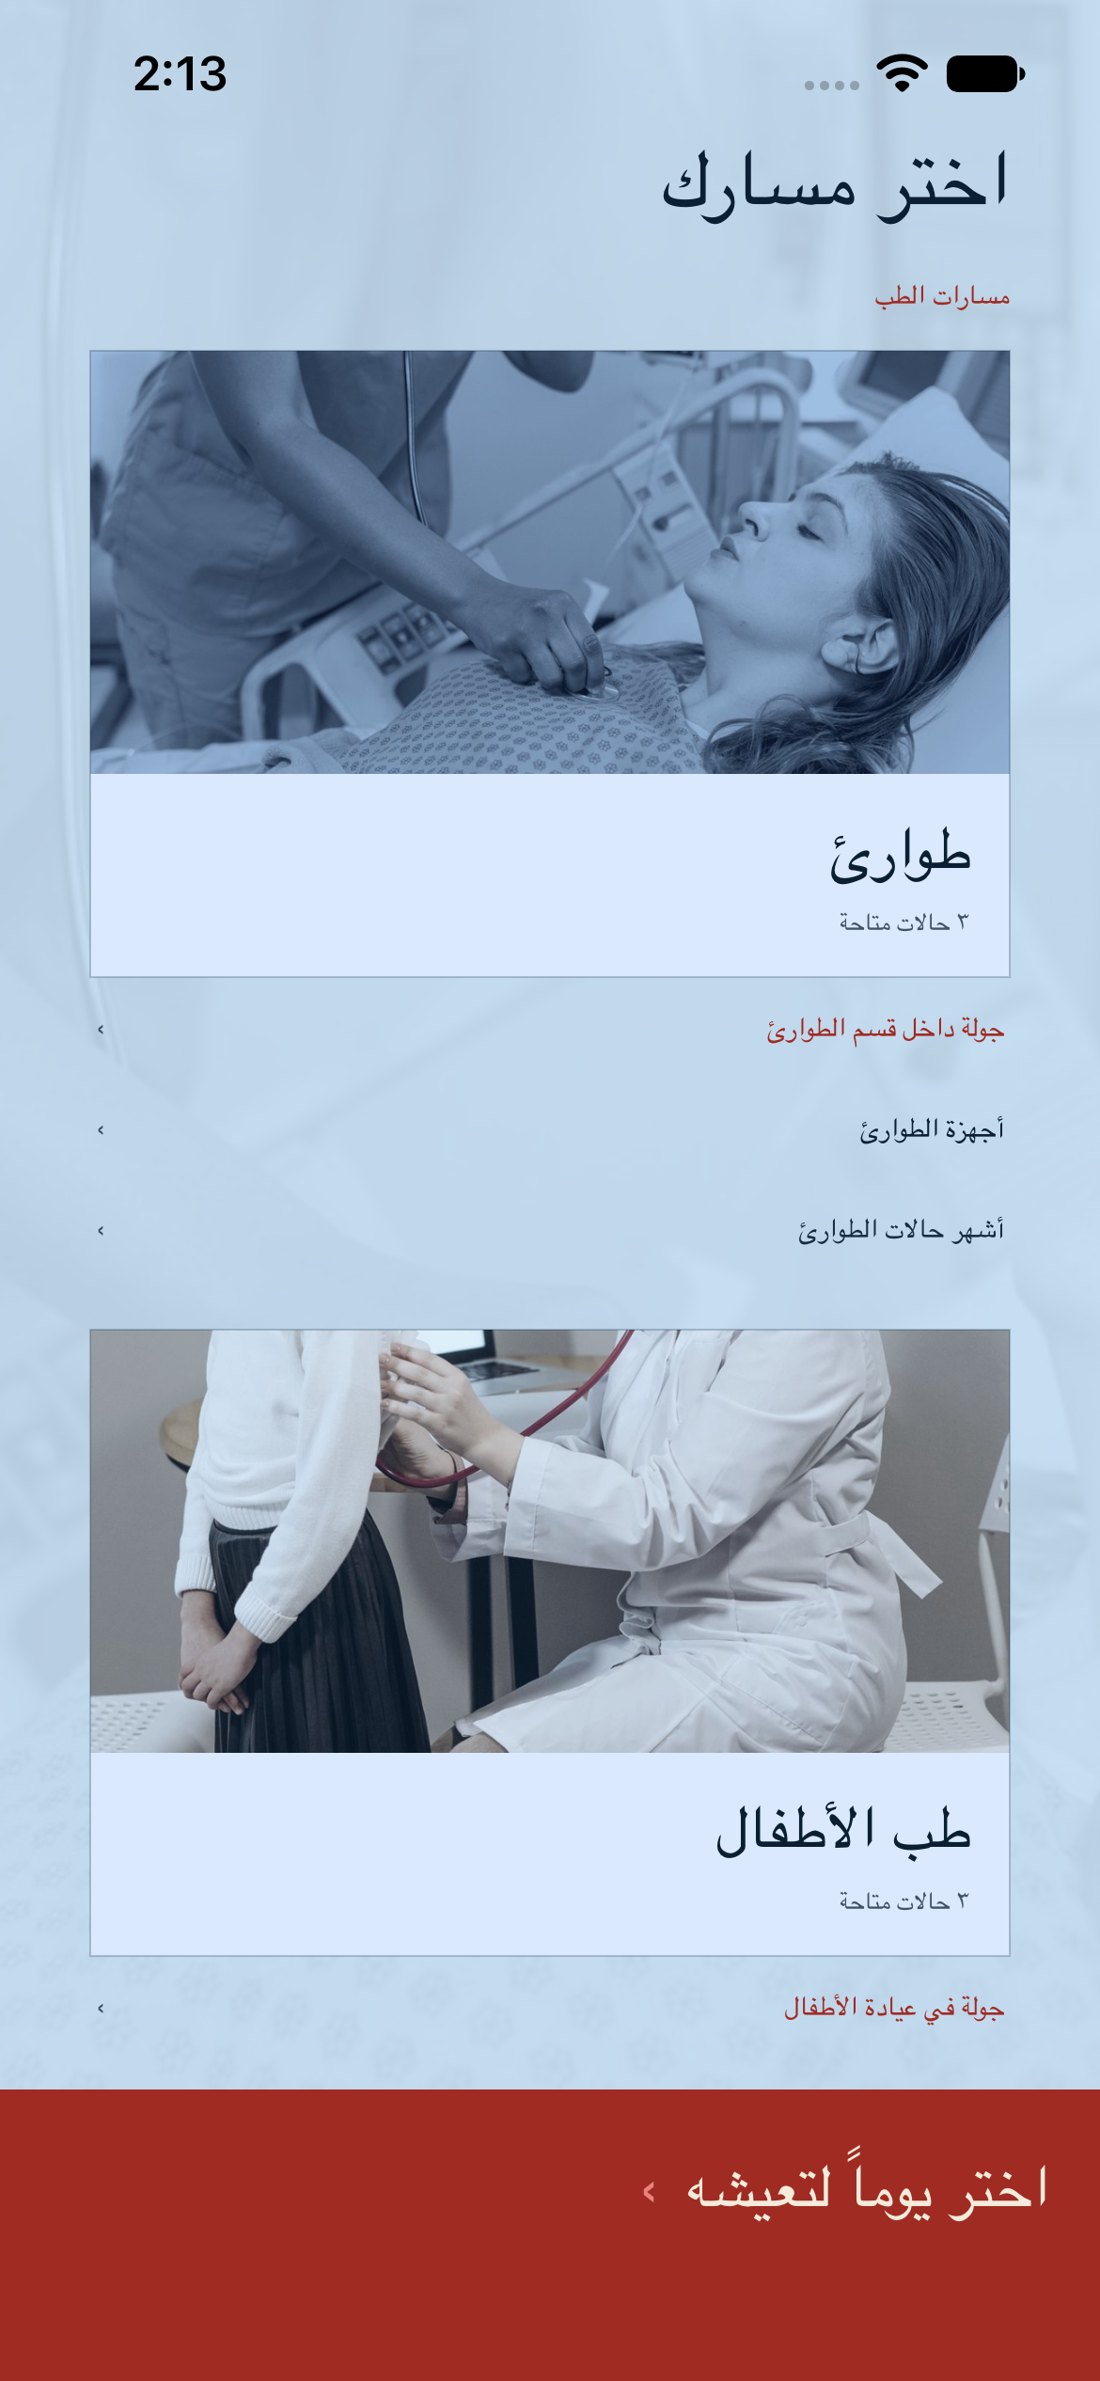 2:13
اختر مسارك
مسارات الطب
طوارئ
٣ حالات متاحة
جولة داخل قسم الطوارئ
أجهزة الطوارئ
أشهر حالات الطوارئ
طب الأطفال
٣ حالات متاحة
جولة في عيادة الأطفال
اختر يوماً لتعيشه